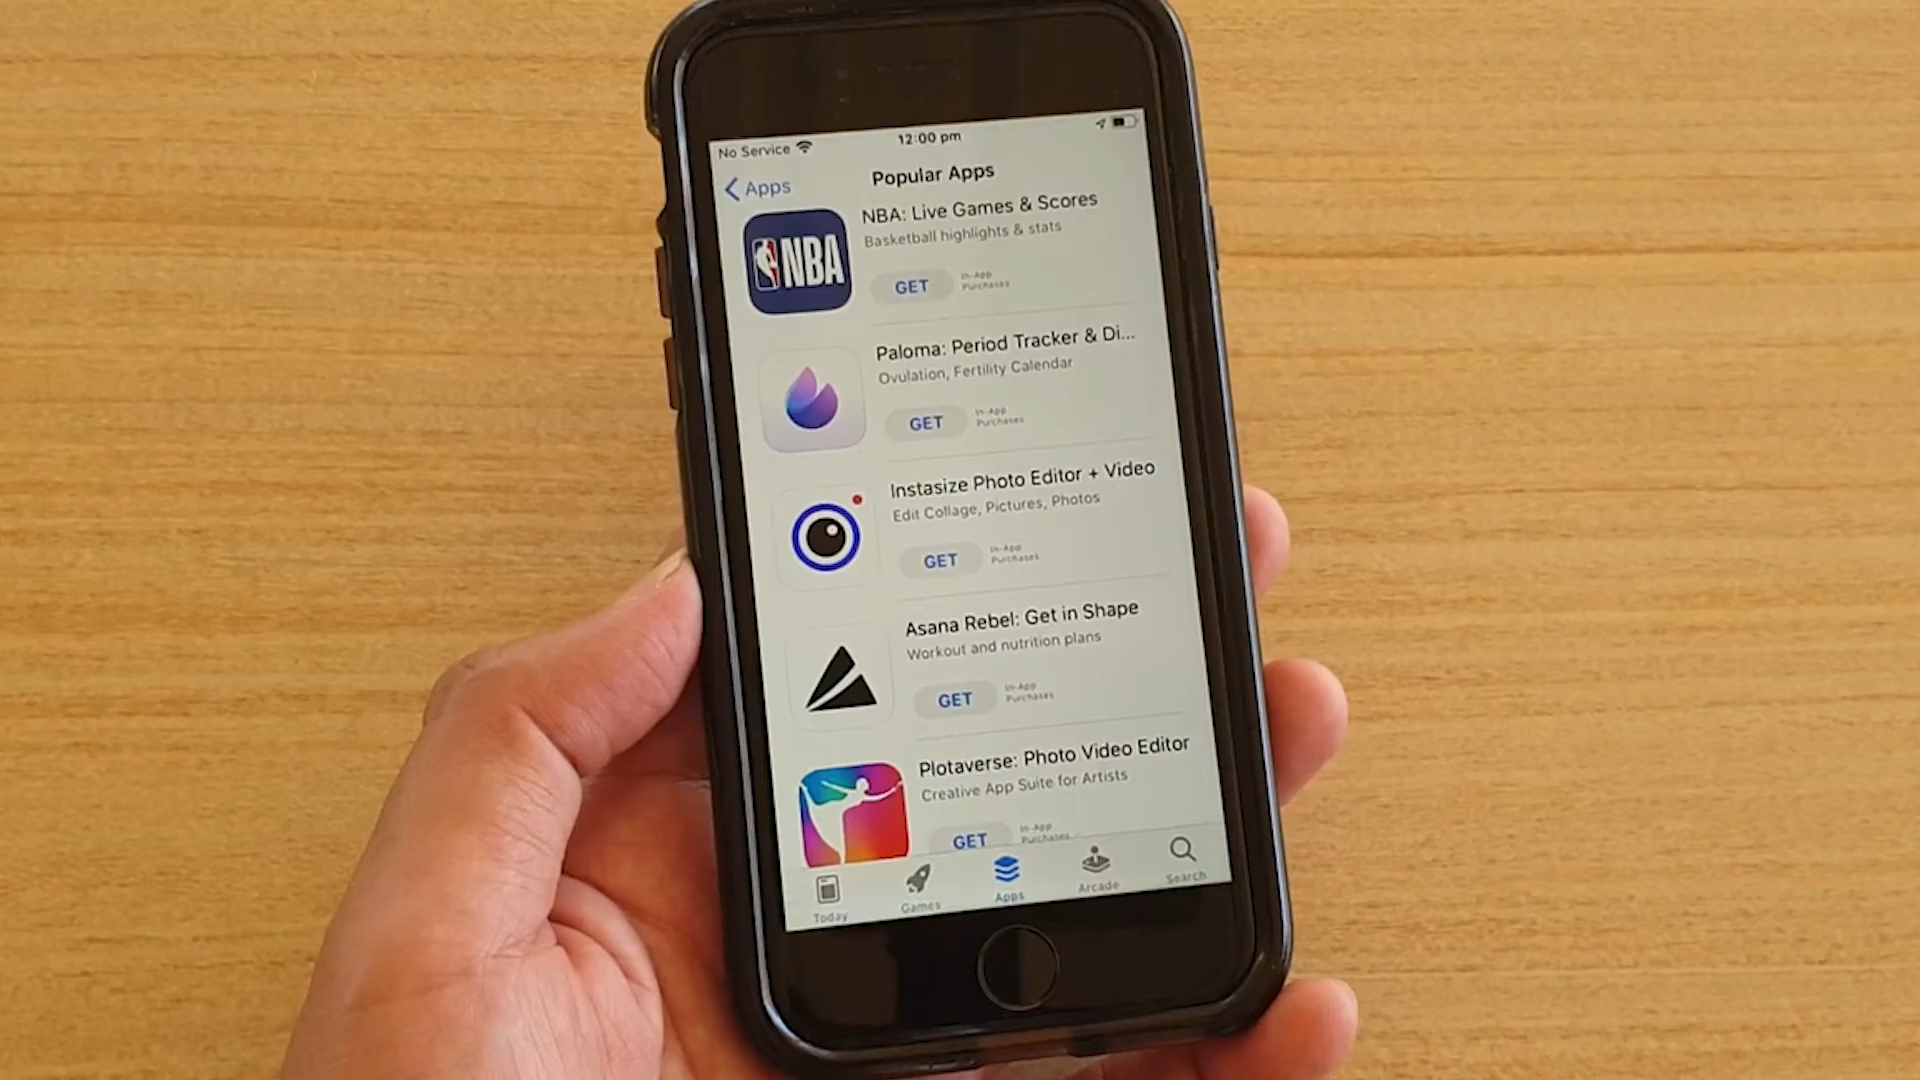 No Service
12:00 pm
Apps
Popular Apps
NBA
NBA: Live Games & Scores
Basketball highlights & stats
GET
In-App
Purchases
Paloma: Period Tracker & Di...
Ovulation, Fertility Calendar
GET
In-App
Purchases
Instasize Photo Editor + Video
Edit Collage, Pictures, Photos
GET
In-App
Purchases
Asana Rebel: Get in Shape
Workout and nutrition plans
GET
In-App
Purchases
Plotaverse: Photo Video Editor
Creative App Suite for Artists
GET
In-App
Purchases
Today
Games
Apps
Arcade
Search